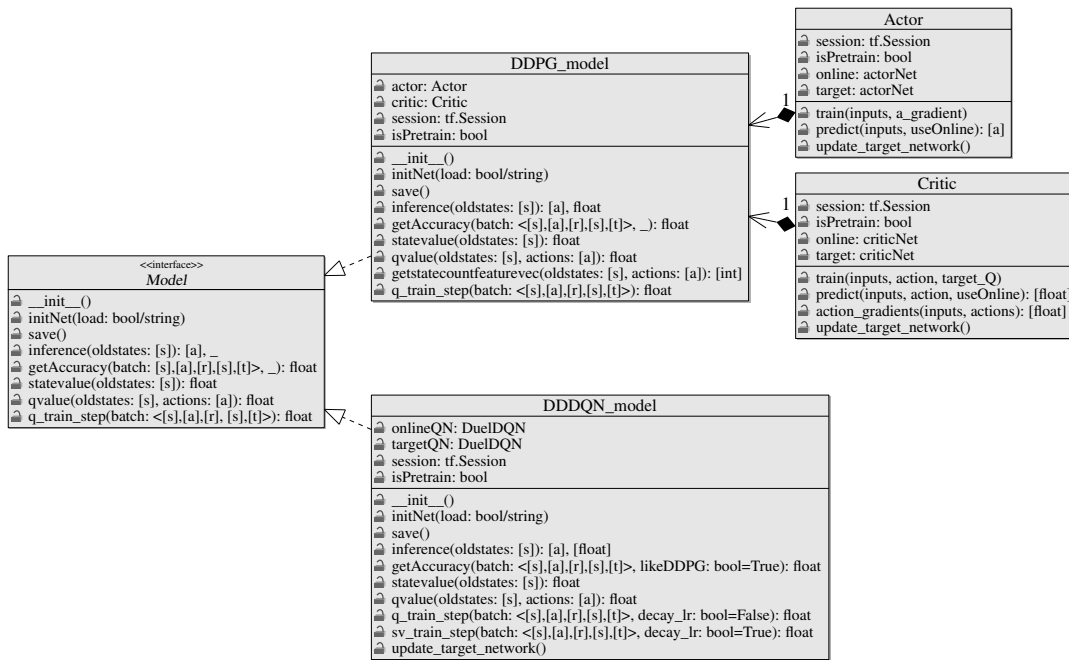 <<interface>>
Model
__init__()
initNet(load: bool/string)
save()
inference(oldstates: [s]): [a], _
getAccuracy(batch: [s],[a],[r],[s],[t]>, _): float
statevalue(oldstates: [s]): float
qvalue(oldstates: [s], actions: [a]): float
q_train_step(batch: <[s],[a],[r], [s],[t]>): float
DDPG_model
actor: Actor
critic: Critic
session: tf.Session
isPretrain: bool
__init__()
initNet(load: bool/string)
save()
inference(oldstates: [s]): [a], float
getAccuracy(batch: <[s],[a],[r],[s],[t]>, _): float
statevalue(oldstates: [s]): float
qvalue(oldstates: [s], actions: [a]): float
getstatecountfeaturevec(oldstates: [s], actions: [a]): [int]
q_train_step(batch: <[s],[a],[r],[s],[t]>): float
1
Actor
session: tf.Session
isPretrain: bool
online: actorNet
target: actorNet
train(inputs, a_gradient)
predict(inputs, useOnline): [a]
update_target_network()
1
Critic
session: tf.Session
isPretrain: bool
online: criticNet
target: criticNet
train(inputs, action, target_Q)
predict(inputs, action, useOnline): [float]
action_gradients(inputs, actions): [float]
update_target_network()
DDDQN_model
onlineQN: DuelDQN
targetQN: DuelDQN
session: tf.Session
isPretrain: bool
__init__()
initNet(load: bool/string)
save()
inference(oldstates: [s]): [a], [float]
getAccuracy(batch: <[s],[a],[r],[s],[t]>, likeDDPG: bool=True): float
statevalue(oldstates: [s]): float
qvalue(oldstates: [s], actions: [a]): float
q_train_step(batch: <[s],[a],[r],[s],[t]>, decay_lr: bool=False): float
sv_train_step(batch: <[s],[a],[r],[s],[t]>, decay_lr: bool=True): float
update_target_network()